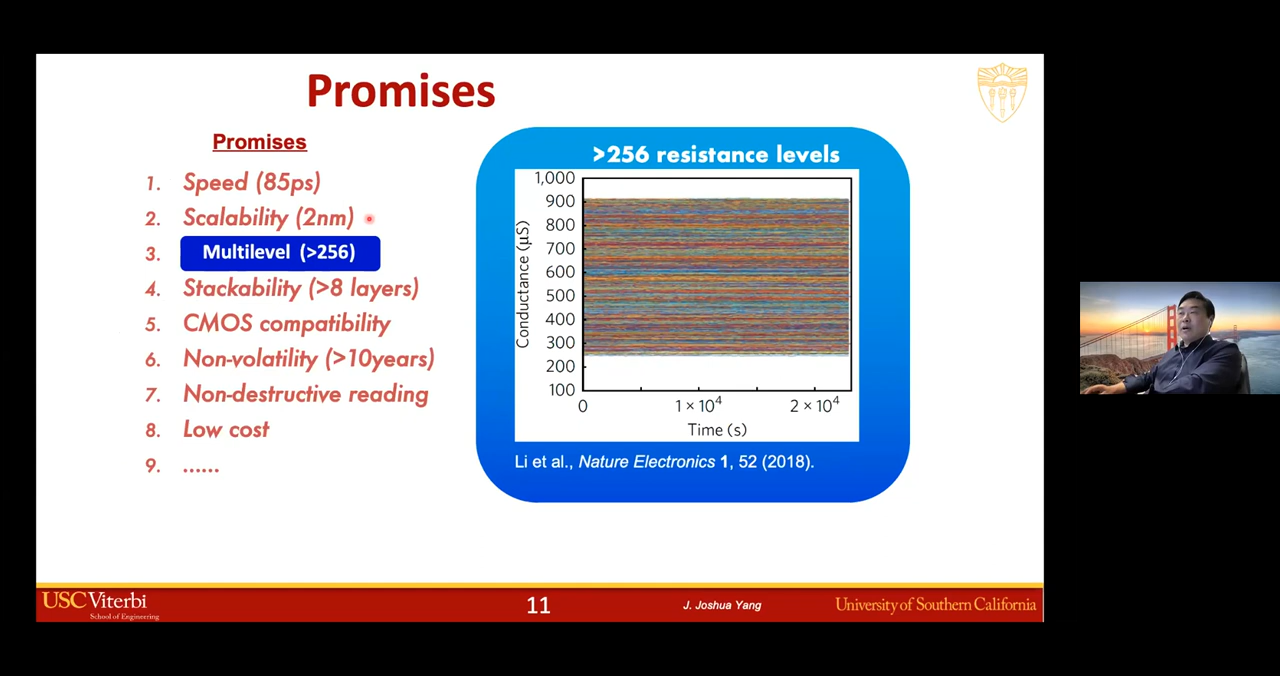 Promises
Promises
1. Speed (85ps)
2. Scalability (2nm)
3. Multilevel (>256)
4. Stackability (>8 layers)
5. CMOS compatibility
6. Non-volatility (>10years)
7. Non-destructive reading
8. Low cost
9. ......
>256 resistance levels
Conductance (µS)
1,000
900
800
700
600
500
400
300
200
100
0 1 × 10⁴ 2 × 10⁴
Time (s)
Li et al., Nature Electronics 1, 52 (2018).
USC Viterbi
School of Engineering
11
J. Joshua Yang
University of Southern California